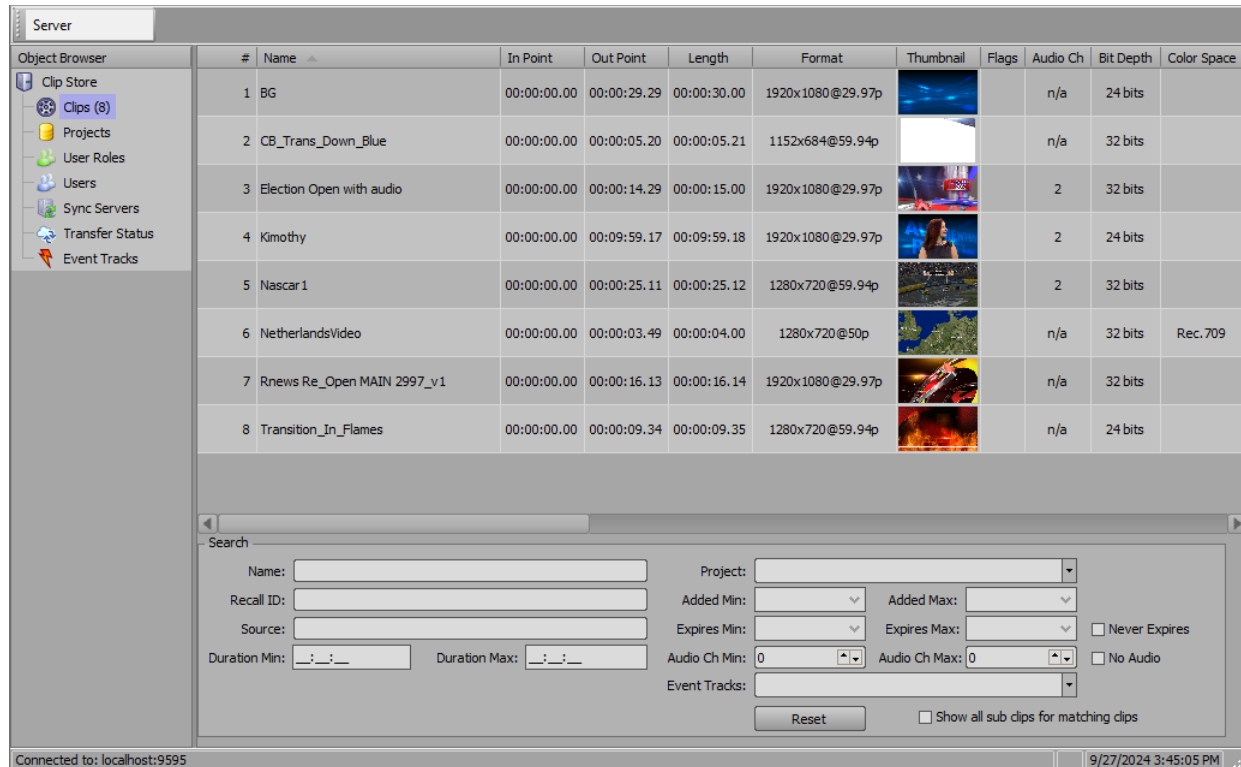 Server
Object Browser
Clip Store
Clips (8)
Projects
User Roles
Users
Sync Servers
Transfer Status
Event Tracks
# Name In Point Out Point Length Format Thumbnail Flags Audio Ch Bit Depth Color Space
1 BG 00:00:00.00 00:00:29.29 00:00:30.00 1920x1080@29.97p n/a 24 bits
2 CB_Trans_Down_Blue 00:00:00.00 00:00:05.20 00:00:05.21 1152x684@59.94p n/a 32 bits
3 Election Open with audio 00:00:00.00 00:00:14.29 00:00:15.00 1920x1080@29.97p 2 32 bits
4 Kimothy 00:00:00.00 00:09:59.17 00:09:59.18 1920x1080@29.97p 2 24 bits
5 Nascar1 00:00:00.00 00:00:25.11 00:00:25.12 1280x720@59.94p 2 32 bits
6 NetherlandsVideo 00:00:00.00 00:00:03.49 00:00:04.00 1280x720@50p n/a 32 bits Rec.709
7 Rnews Re_Open MAIN 2997_v1 00:00:00.00 00:00:16.13 00:00:16.14 1920x1080@29.97p n/a 32 bits
8 Transition_In_Flames 00:00:00.00 00:00:09.34 00:00:09.35 1280x720@59.94p n/a 24 bits
Search
Name: Project:
Recall ID: Added Min: Added Max:
Source: Expires Min: Expires Max: Never Expires
Duration Min: __:__:__ Duration Max: __:__:__ Audio Ch Min: 0 Audio Ch Max: 0 No Audio
Event Tracks:
Reset Show all sub clips for matching clips
Connected to: localhost:9595 9/27/2024 3:45:05 PM